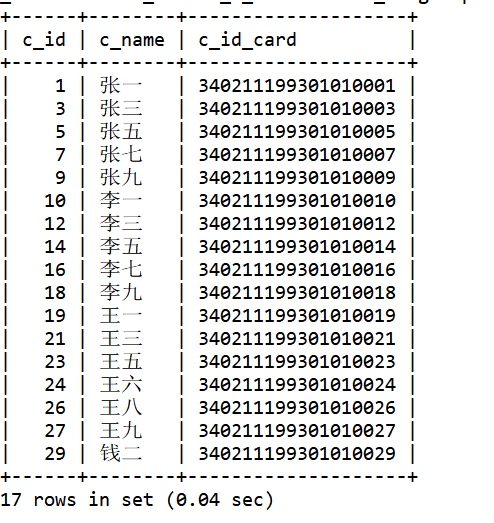 +------+--------+--------------------+
| c_id | c_name | c_id_card          |
+------+--------+--------------------+
|    1 | 张一   | 340211199301010001 |
|    3 | 张三   | 340211199301010003 |
|    5 | 张五   | 340211199301010005 |
|    7 | 张七   | 340211199301010007 |
|    9 | 张九   | 340211199301010009 |
|   10 | 李一   | 340211199301010010 |
|   12 | 李三   | 340211199301010012 |
|   14 | 李五   | 340211199301010014 |
|   16 | 李七   | 340211199301010016 |
|   18 | 李九   | 340211199301010018 |
|   19 | 王一   | 340211199301010019 |
|   21 | 王三   | 340211199301010021 |
|   23 | 王五   | 340211199301010023 |
|   24 | 王六   | 340211199301010024 |
|   26 | 王八   | 340211199301010026 |
|   27 | 王九   | 340211199301010027 |
|   29 | 钱二   | 340211199301010029 |
+------+--------+--------------------+
17 rows in set (0.04 sec)